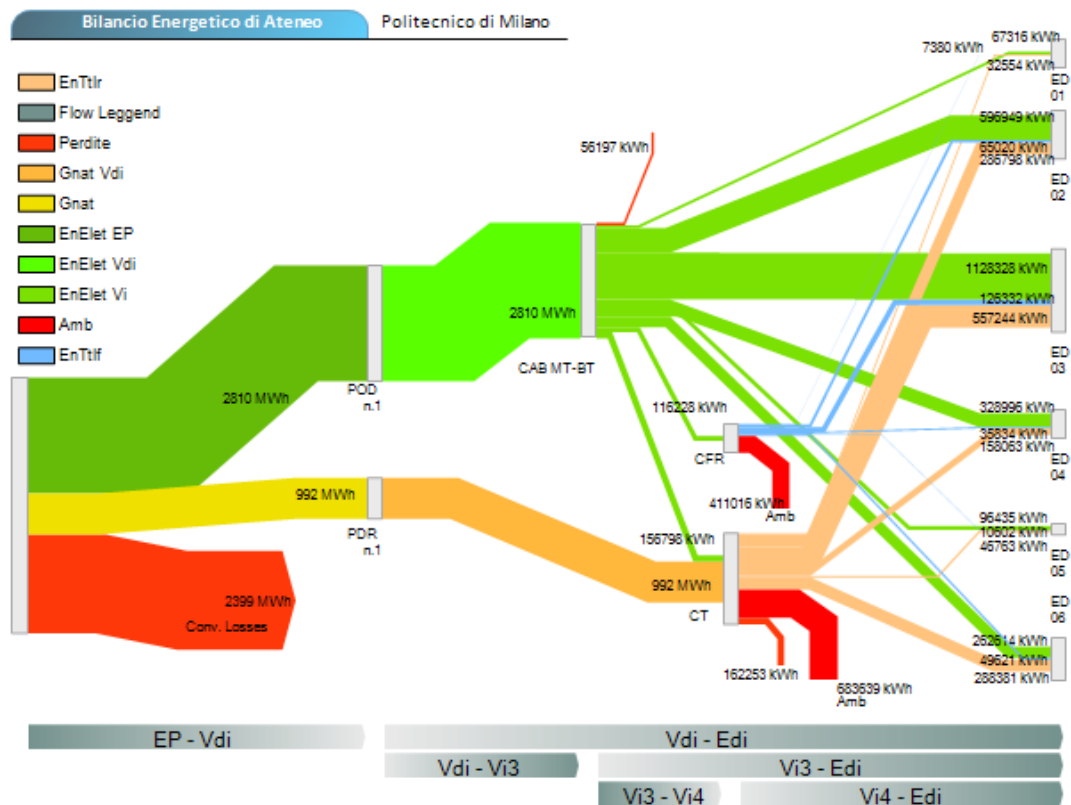 Bilancio Energetico di Ateneo
Politecnico di Milano
EnTtlr
Flow Leggend
Perdite
Gnat Vdi
Gnat
EnElet EP
EnElet Vdi
EnElet Vi
Amb
EnTtlf
2810 MWh
992 MWh
2399 MWh
Conv. Losses
POD
n.1
PDR
n.1
2810 MWh
CAB MT-BT
56197 kWh
116228 kWh
CFR
411016 kWh
Amb
156798 kWh
992 MWh
CT
162253 kWh
683639 kWh
Amb
67316 kWh
7380 kWh
32554 kWh
ED
01
596949 kWh
65020 kWh
286798 kWh
ED
02
1128328 kWh
126332 kWh
557244 kWh
ED
03
328996 kWh
35834 kWh
158063 kWh
ED
04
96435 kWh
10602 kWh
46763 kWh
ED
05
ED
06
262614 kWh
49621 kWh
288381 kWh
EP - Vdi
Vdi - Edi
Vdi - Vi3
Vi3 - Edi
Vi3 - Vi4
Vi4 - Edi